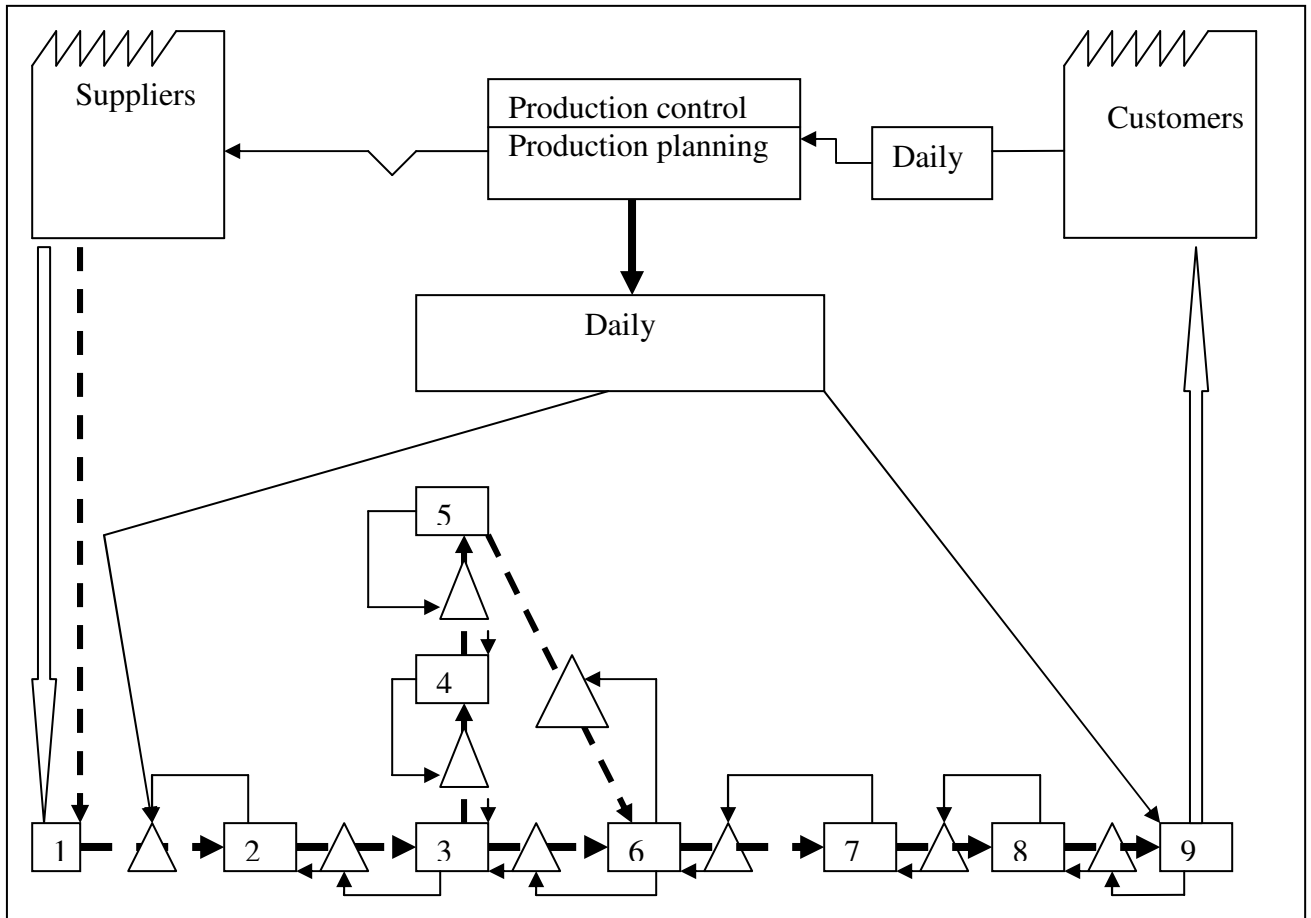 Suppliers
Production control
Production planning
Daily
Customers
Daily
5
4
1
2
3
6
7
8
9